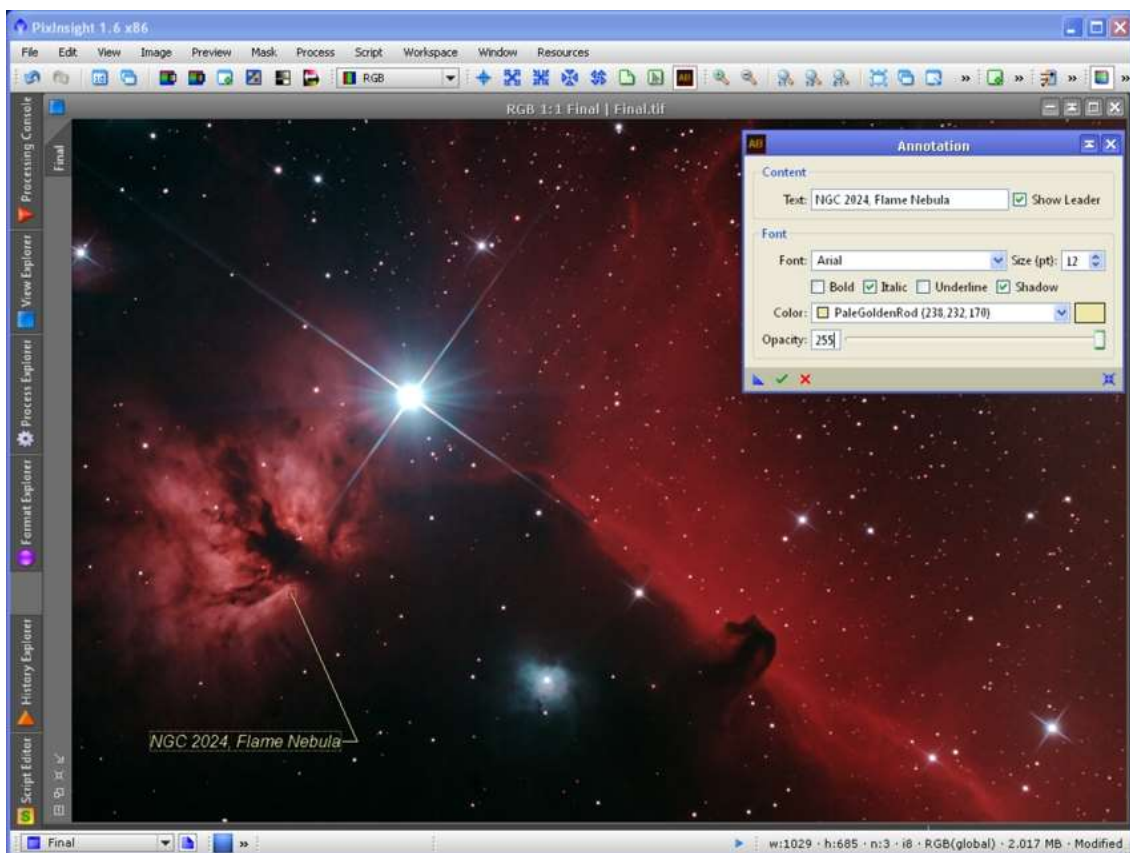 PixInsight 1.6 x86
File Edit View Image Preview Mask Process Script Workspace Window Resources
RGB
RGB 1:1 Final | Final.tif
Processing Console
View Explorer
Process Explorer
Format Explorer
History Explorer
Script Editor
Final
AB Annotation
Content
Text: NGC 2024, Flame Nebula Show Leader
Font
Font: Arial Size (pt): 12
Bold Italic Underline Shadow
Color: PaleGoldenRod (238,232,170)
Opacity: 255
NGC 2024, Flame Nebula
Final
w:1029 · h:685 · n:3 · i8 · RGB(global) · 2.017 MB · Modified